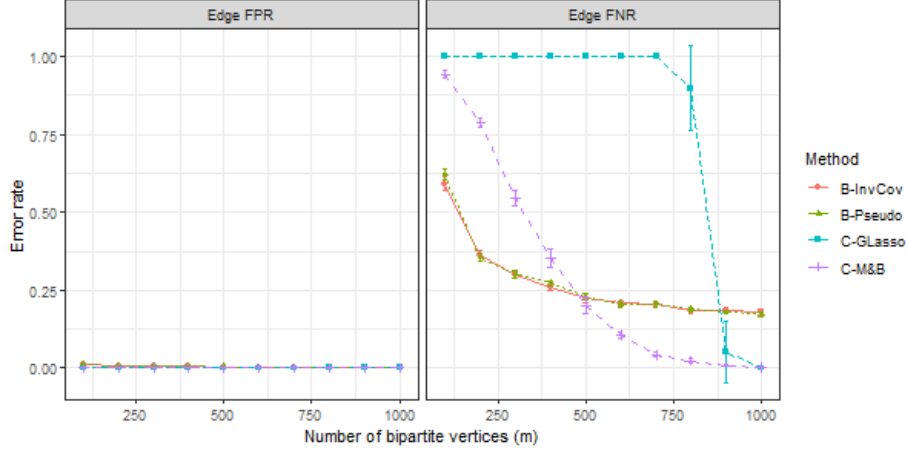 Edge FPR
Edge FNR
1.00
0.75
0.50
0.25
0.00
Error rate
250 500 750 1000
250 500 750 1000
Number of bipartite vertices (m)
Method
B-InvCov
B-Pseudo
C-GLasso
C-M&B